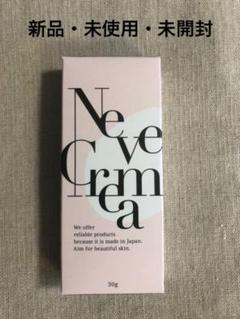 新品・未使用・未開封
Neve
Crema
We offer
reliable products
because it is made in Japan.
Aim for beautiful skin.
30g